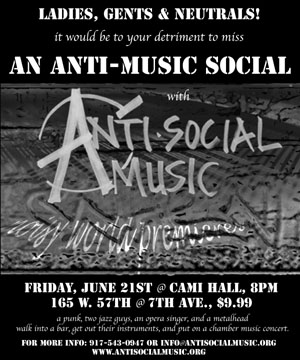 LADIES, GENTS & NEUTRALS!
it would be to your detriment to miss
AN ANTI-MUSIC SOCIAL
with
ANTI-SOCIAL
MUSIC
noisy world premieres
FRIDAY, JUNE 21ST @ CAMI HALL, 8PM
165 W. 57TH @ 7TH AVE., $9.99
a punk, two jazz guys, an opera singer, and a metalhead
walk into a bar, get out their instruments, and put on a chamber music concert.
FOR MORE INFO: 917-543-0947 OR INFO@ANTISOCIALMUSIC.ORG
WWW.ANTISOCIALMUSIC.ORG